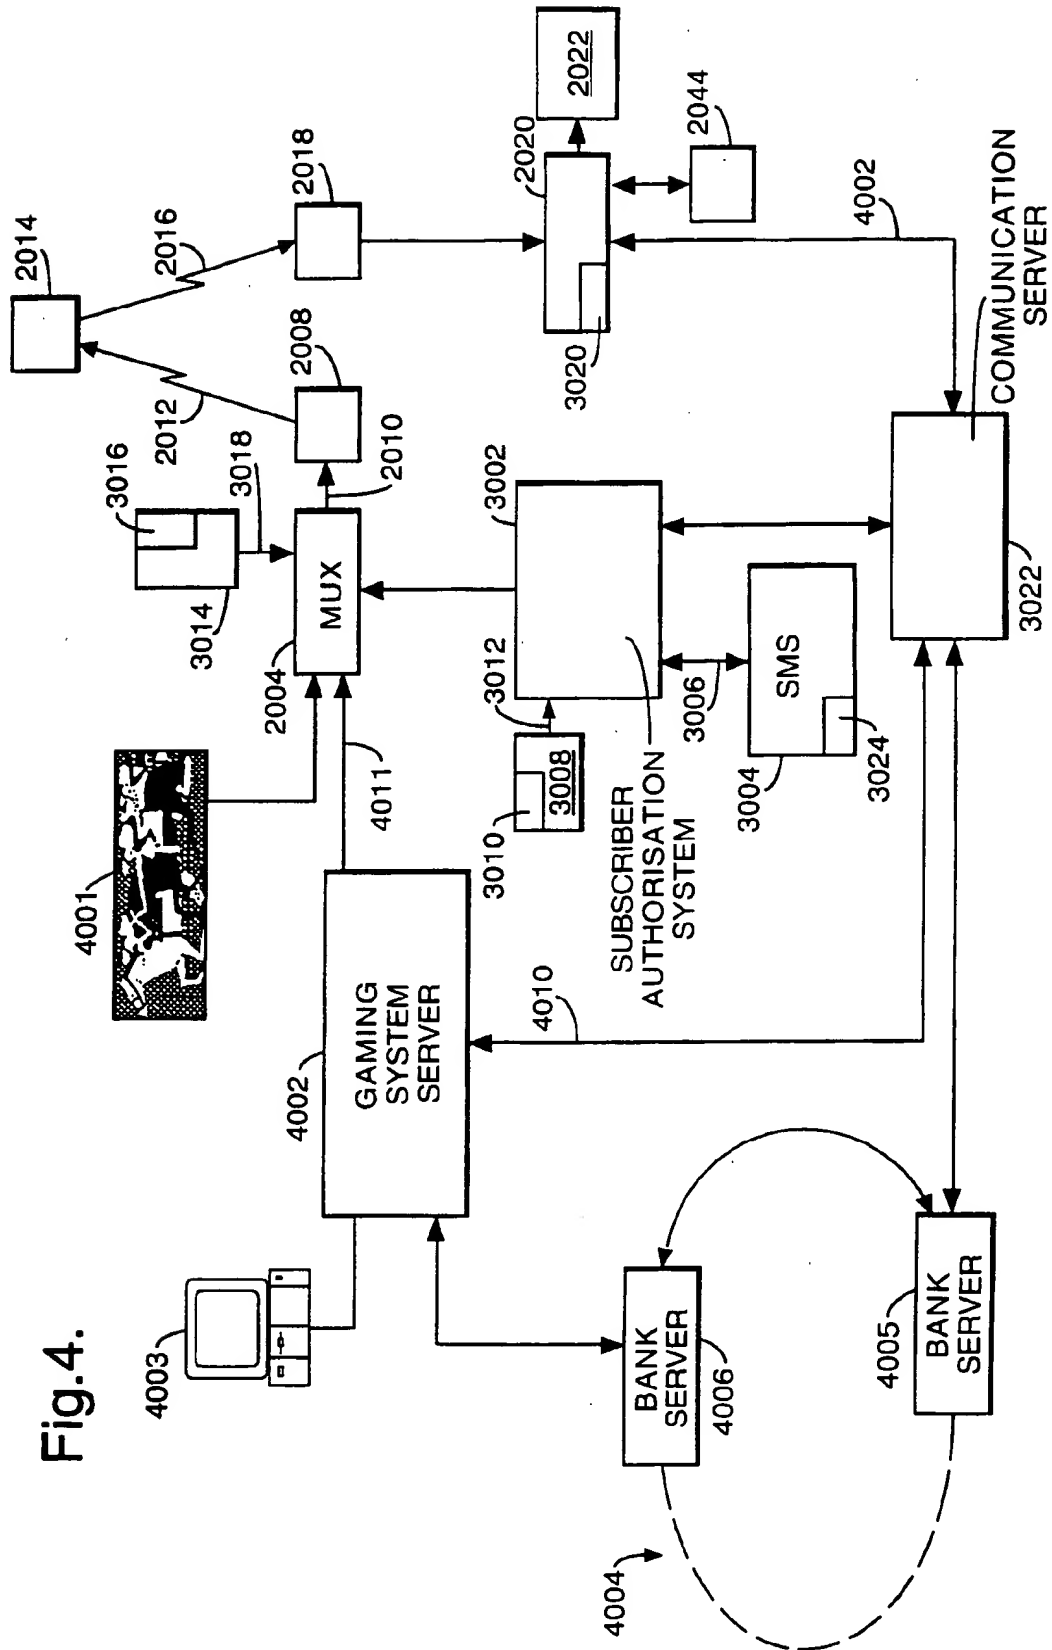 Fig.4.
4003
4001
4002
GAMING
SYSTEM
SERVER
4011
2004
MUX
3014
3016
3018
2010
2008
2012
2014
2016
2018
2020
2022
2044
3020
4002
3002
3012
3010
3008
SUBSCRIBER
AUTHORISATION
SYSTEM
3006
SMS
3004
3024
4010
COMMUNICATION
SERVER
3022
BANK
SERVER
4006
BANK
SERVER
4005
4004